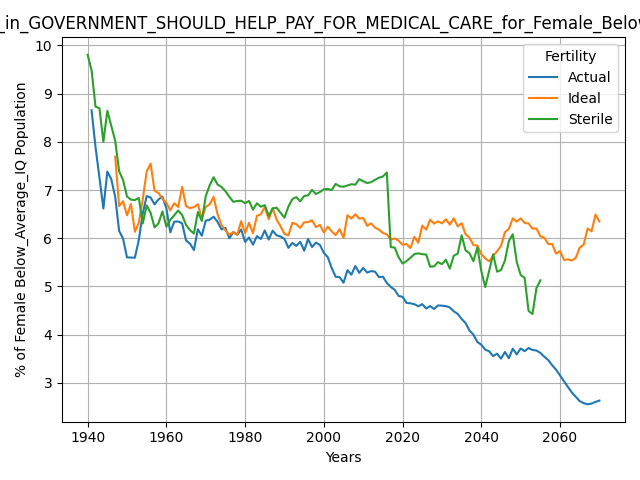 _in_GOVERNMENT_SHOULD_HELP_PAY_FOR_MEDICAL_CARE_for_Female_Below
10
9
8
7
6
5
4
3
% of Female Below_Average_IQ Population
Fertility
Actual
Ideal
Sterile
1940
1960
1980
2000
2020
2040
2060
Years